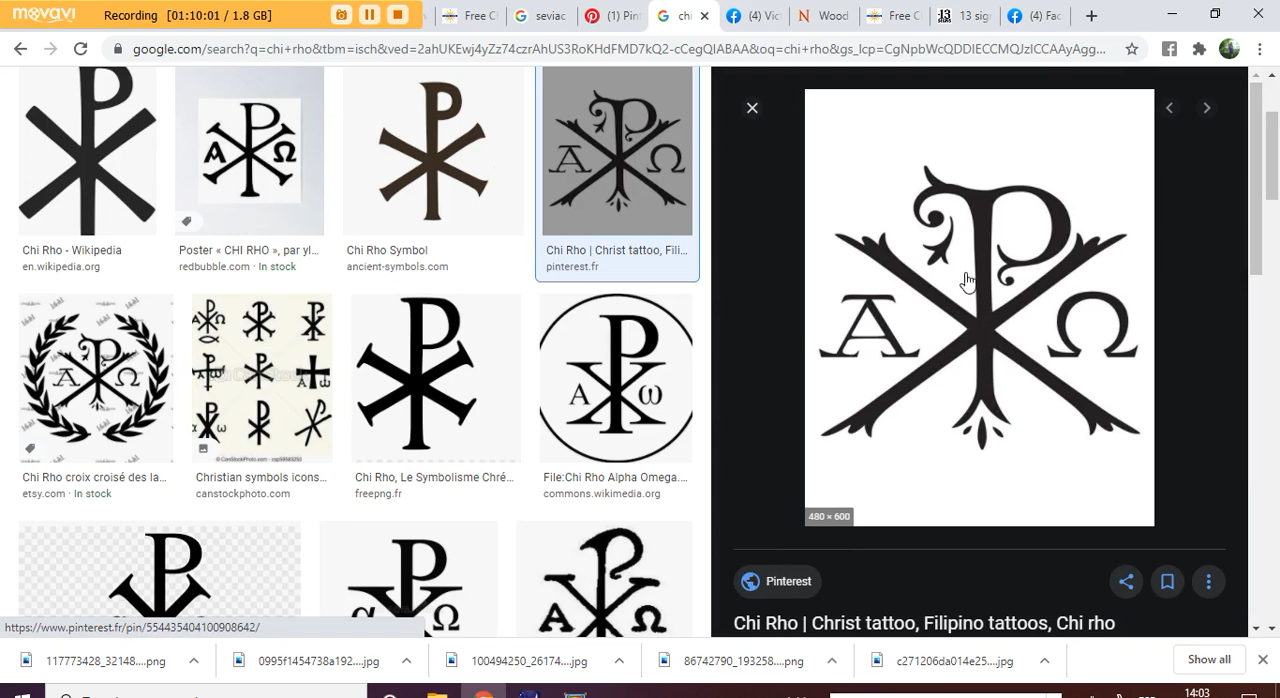 movavi
Recording [01:10:01 / 1.8 GB]
Free Cl
seviac
(1) Pin
chi
(4) Vic
Wood
Free C
13 sig
(4) Fac
google.com/search?q=chi+rho&tbm=isch&ved=2ahUKEwj4yZz74czrAhUS3RoKHdFMD7kQ2-cCegQIABAA&oq=chi+rho&gs_lcp=CgNpbWcQDDIECCMQJzICCAAyAgg...
P
P
Α Ω
P
P
Α Ω
Chi Rho - Wikipedia
en.wikipedia.org
Poster « CHI RHO », par yl...
redbubble.com · In stock
Chi Rho Symbol
ancient-symbols.com
Chi Rho | Christ tattoo, Fili...
pinterest.fr
P
Α Ω
P
P
Α ω
Chi Rho croix croisé des la...
etsy.com · In stock
Christian symbols icons...
canstockphoto.com
Chi Rho, Le Symbolisme Chré...
freepng.fr
File:Chi Rho Alpha Omega....
commons.wikimedia.org
P
P
α Ω
P
Α Ω
P
Α Ω
480 × 600
Pinterest
Chi Rho | Christ tattoo, Filipino tattoos, Chi rho
https://www.pinterest.fr/pin/554435404100908642/
117773428_32148....png
0995f1454738a192....jpg
100494250_26174....jpg
86742790_193258....png
c271206da014e25....jpg
Show all
14:03